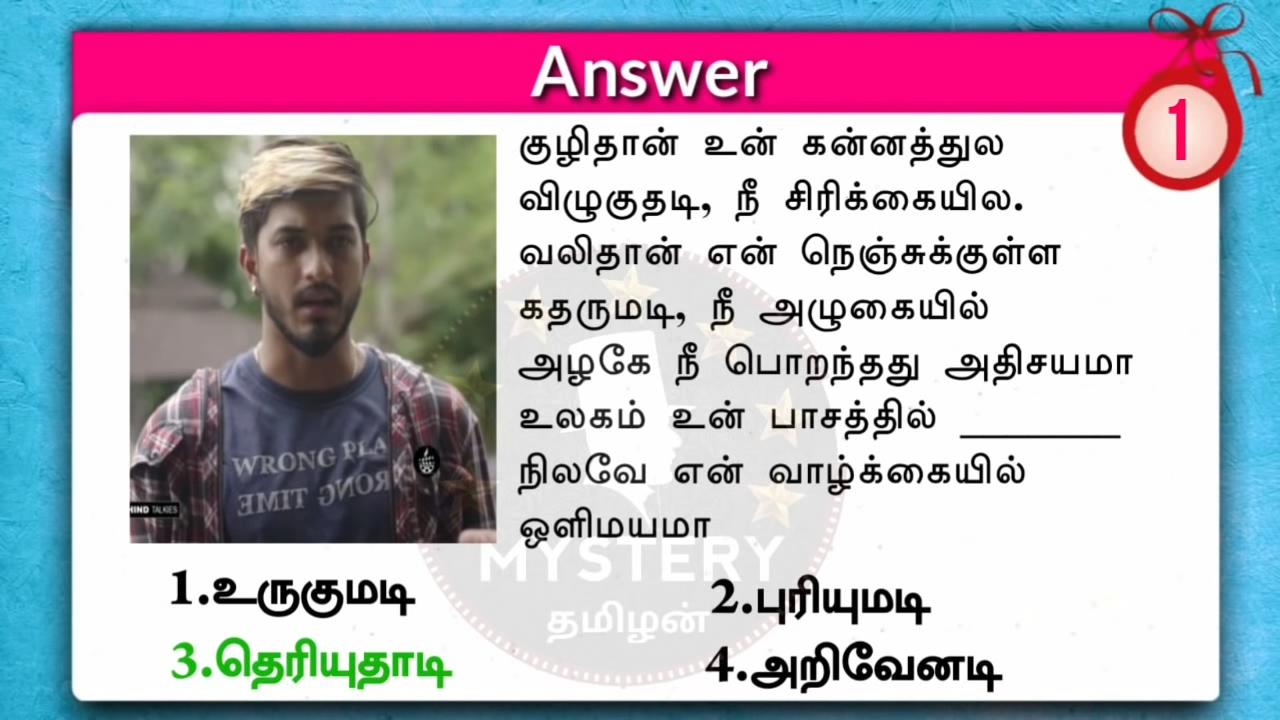 Answer
1
குழிதான் உன் கன்னத்துல
விழுகுதடி, நீ சிரிக்கையில.
வலிதான் என் நெஞ்சுக்குள்ள
கதருமடி, நீ அழுகையில்
அழகே நீ பொறந்தது அதிசயமா
உலகம் உன் பாசத்தில் ________
நிலவே என் வாழ்க்கையில்
ஒளிமயமா
WRONG PLA
RONG TIME
HIND TALKIES
MYSTERY
தமிழன்
1.உருகுமடி
2.புரியுமடி
3.தெரியுதாடி
4.அறிவேனடி